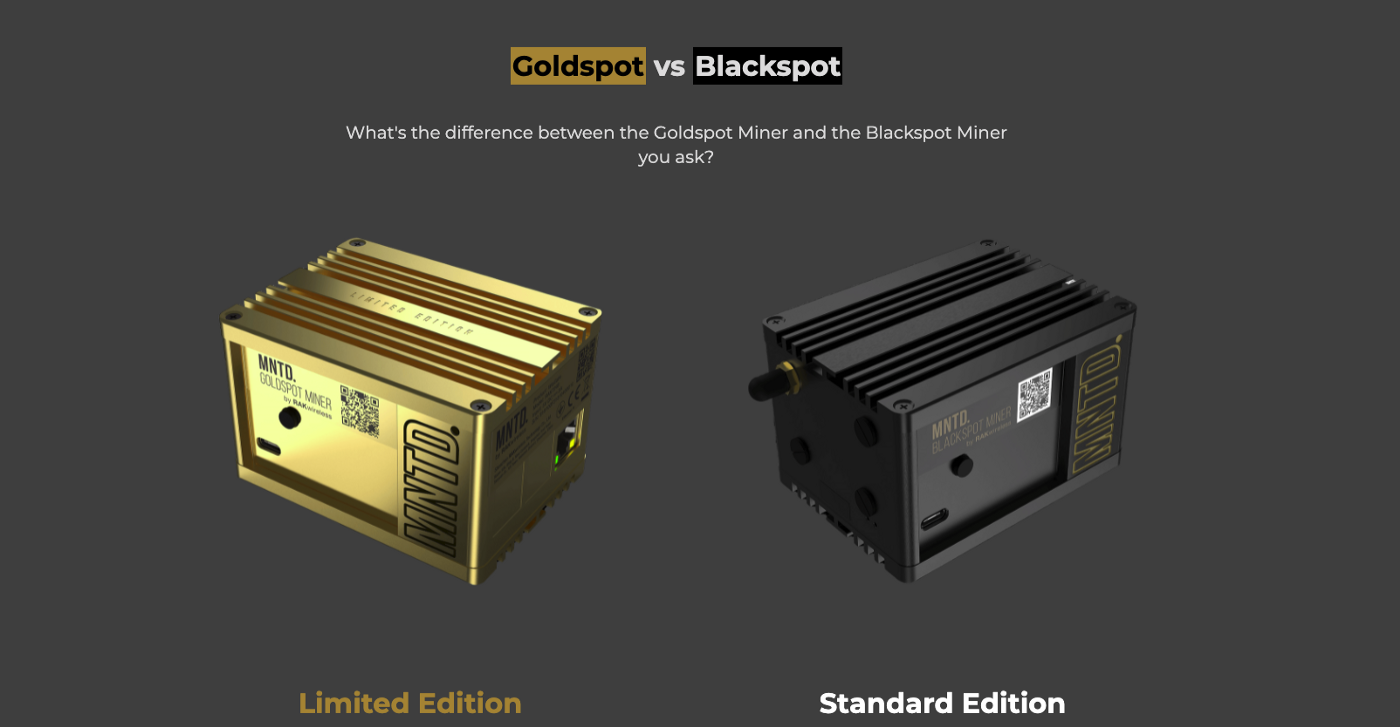 Goldspot vs Blackspot
What's the difference between the Goldspot Miner and the Blackspot Miner
you ask?
LIMITED EDITION
MNTD.
GOLDSPOT MINER
by RAKwireless
MNTD.
MNTD.
MNTD.
BLACKSPOT MINER
by RAKwireless
MNTD.
Limited Edition
Standard Edition